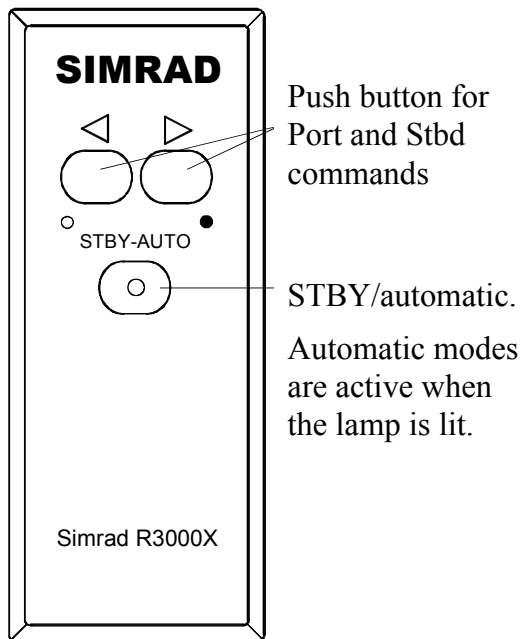 SIMRAD
STBY-AUTO
Simrad R3000X
Push button for
Port and Stbd
commands
STBY/automatic.
Automatic modes
are active when
the lamp is lit.